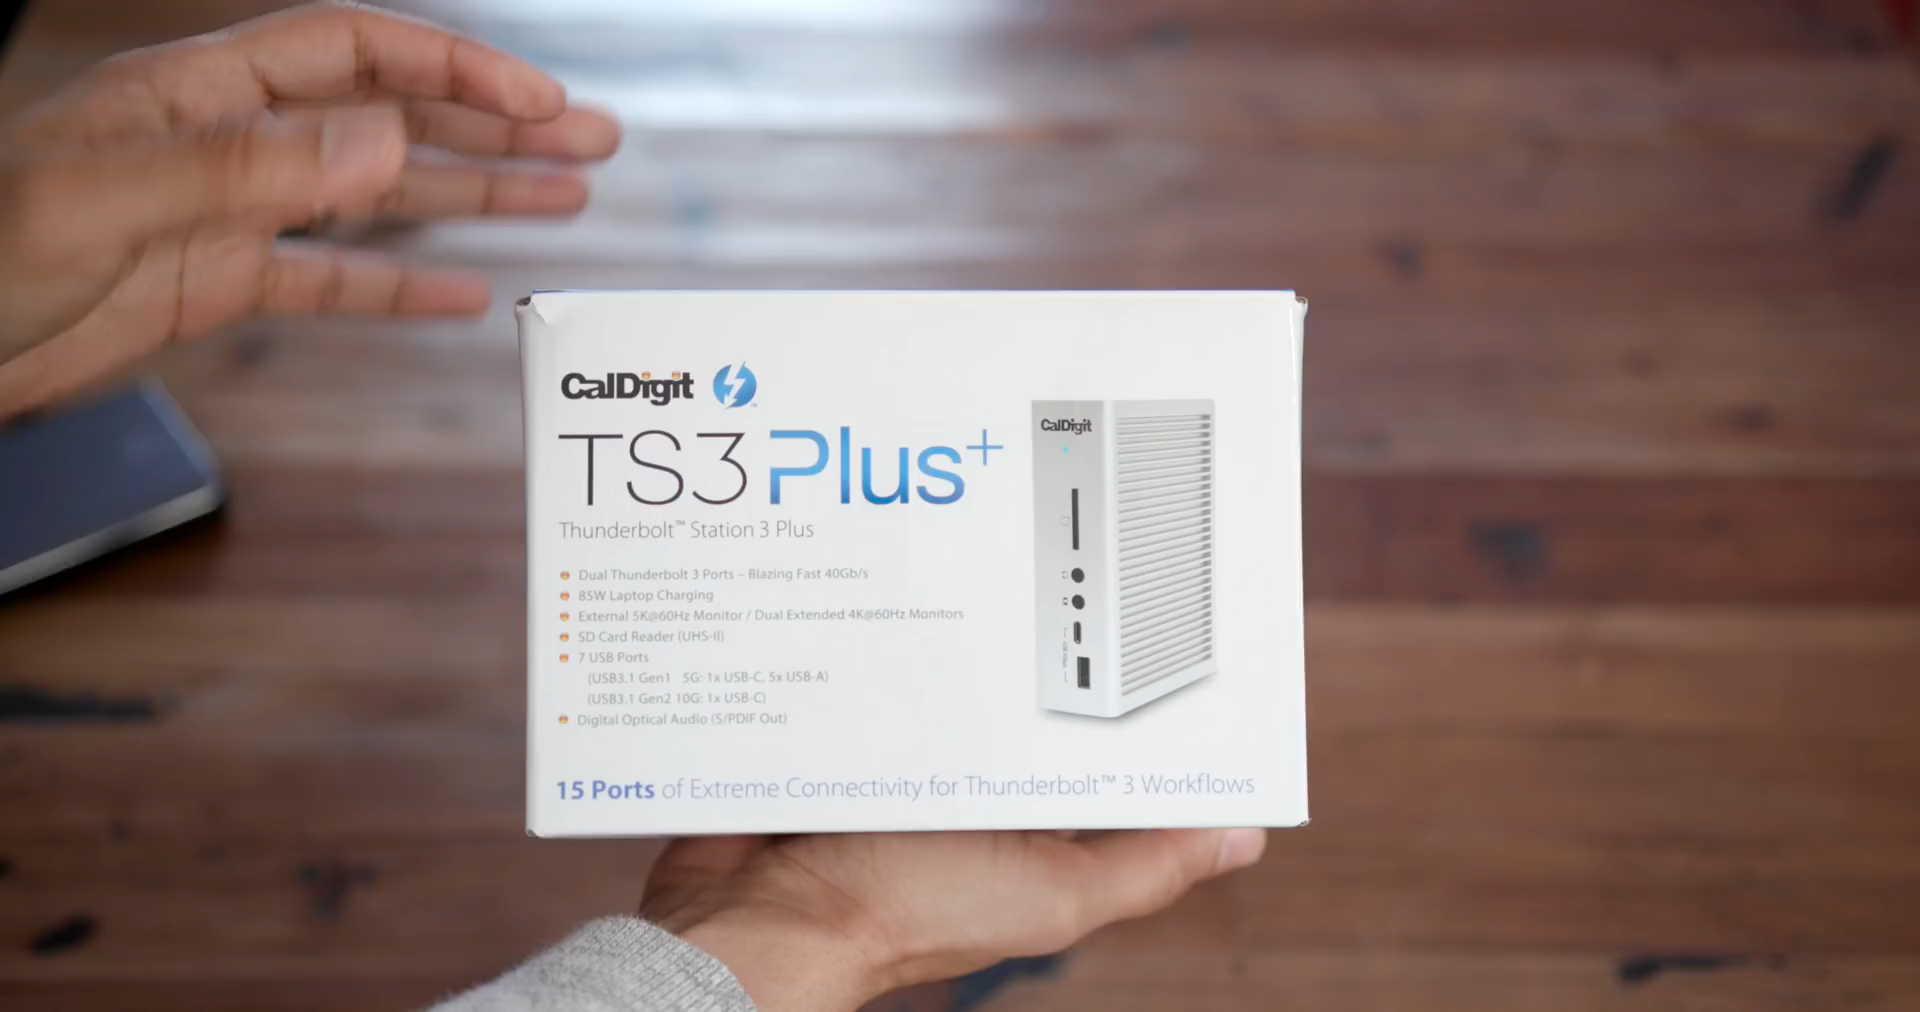 CalDigit
TS3 Plus+
Thunderbolt™ Station 3 Plus
Dual Thunderbolt 3 Ports – Blazing Fast 40Gb/s
85W Laptop Charging
External 5K@60Hz Monitor / Dual Extended 4K@60Hz Monitors
SD Card Reader (UHS-II)
7 USB Ports
(USB3.1 Gen1 5G: 1x USB-C, 5x USB-A)
(USB3.1 Gen2 10G: 1x USB-C)
Digital Optical Audio (S/PDIF Out)
15 Ports of Extreme Connectivity for Thunderbolt™ 3 Workflows
CalDigit